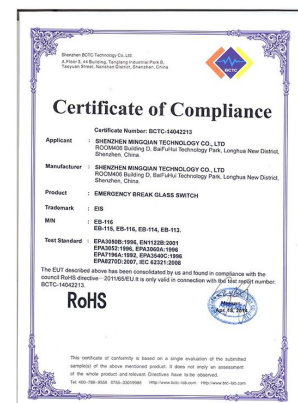 Shenzhen BCTC Technology Co., Ltd.
BCTC
Certificate of Compliance
Certificate Number: BCTC-14042213
Applicant : SHENZHEN MINGQIAN TECHNOLOGY CO., LTD
ROOM406 Building D, BaiFuHui Technology Park, Longhua New District,
Shenzhen, China.
Manufacturer : SHENZHEN MINGQIAN TECHNOLOGY CO., LTD
ROOM406 Building D, BaiFuHui Technology Park, Longhua New District,
Shenzhen, China.
Product : EMERGENCY BREAK GLASS SWITCH
Trademark : EIS
M/N : EB-116
EB-115, EB-116, EB-114, EB-113.
Test Standard : EPA3050B:1996, EN1122B:2001
EPA3052:1996, EPA3060A:1996
EPA7196A:1992, EPA3540C:1996
EPA8270D:2007, IEC 62321:2008
The EUT described above has been consolidated by us and found in compliance with the
council RoHS directive - 2011/65/EU.It is only valid in connection with the test report number:
BCTC-14042213.
RoHS
Apr. 18, 2014
This certificate of conformity is based on a single evaluation of the submitted
sample(s) of the above mentioned product. It does not imply an assessment
of the whole product and relevant Directives have to be observed.